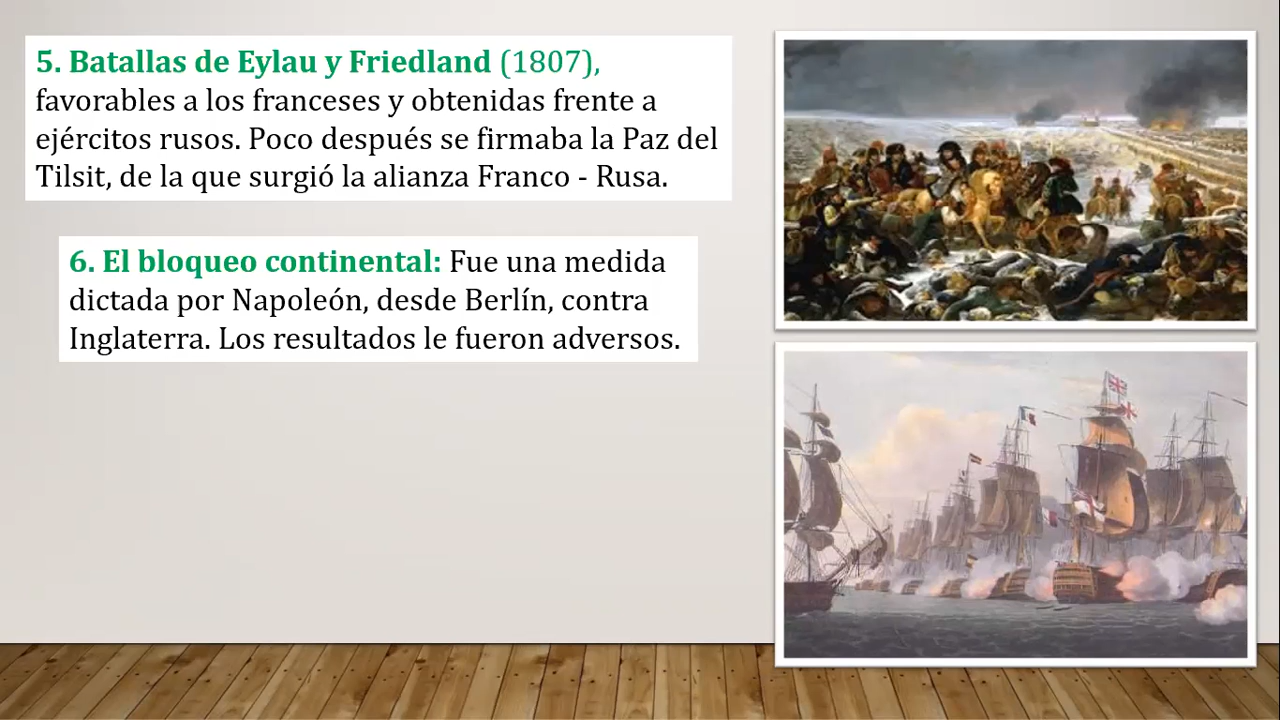 5. Batallas de Eylau y Friedland (1807),
favorables a los franceses y obtenidas frente a
ejércitos rusos. Poco después se firmaba la Paz del
Tilsit, de la que surgió la alianza Franco - Rusa.
6. El bloqueo continental: Fue una medida
dictada por Napoleón, desde Berlín, contra
Inglaterra. Los resultados le fueron adversos.